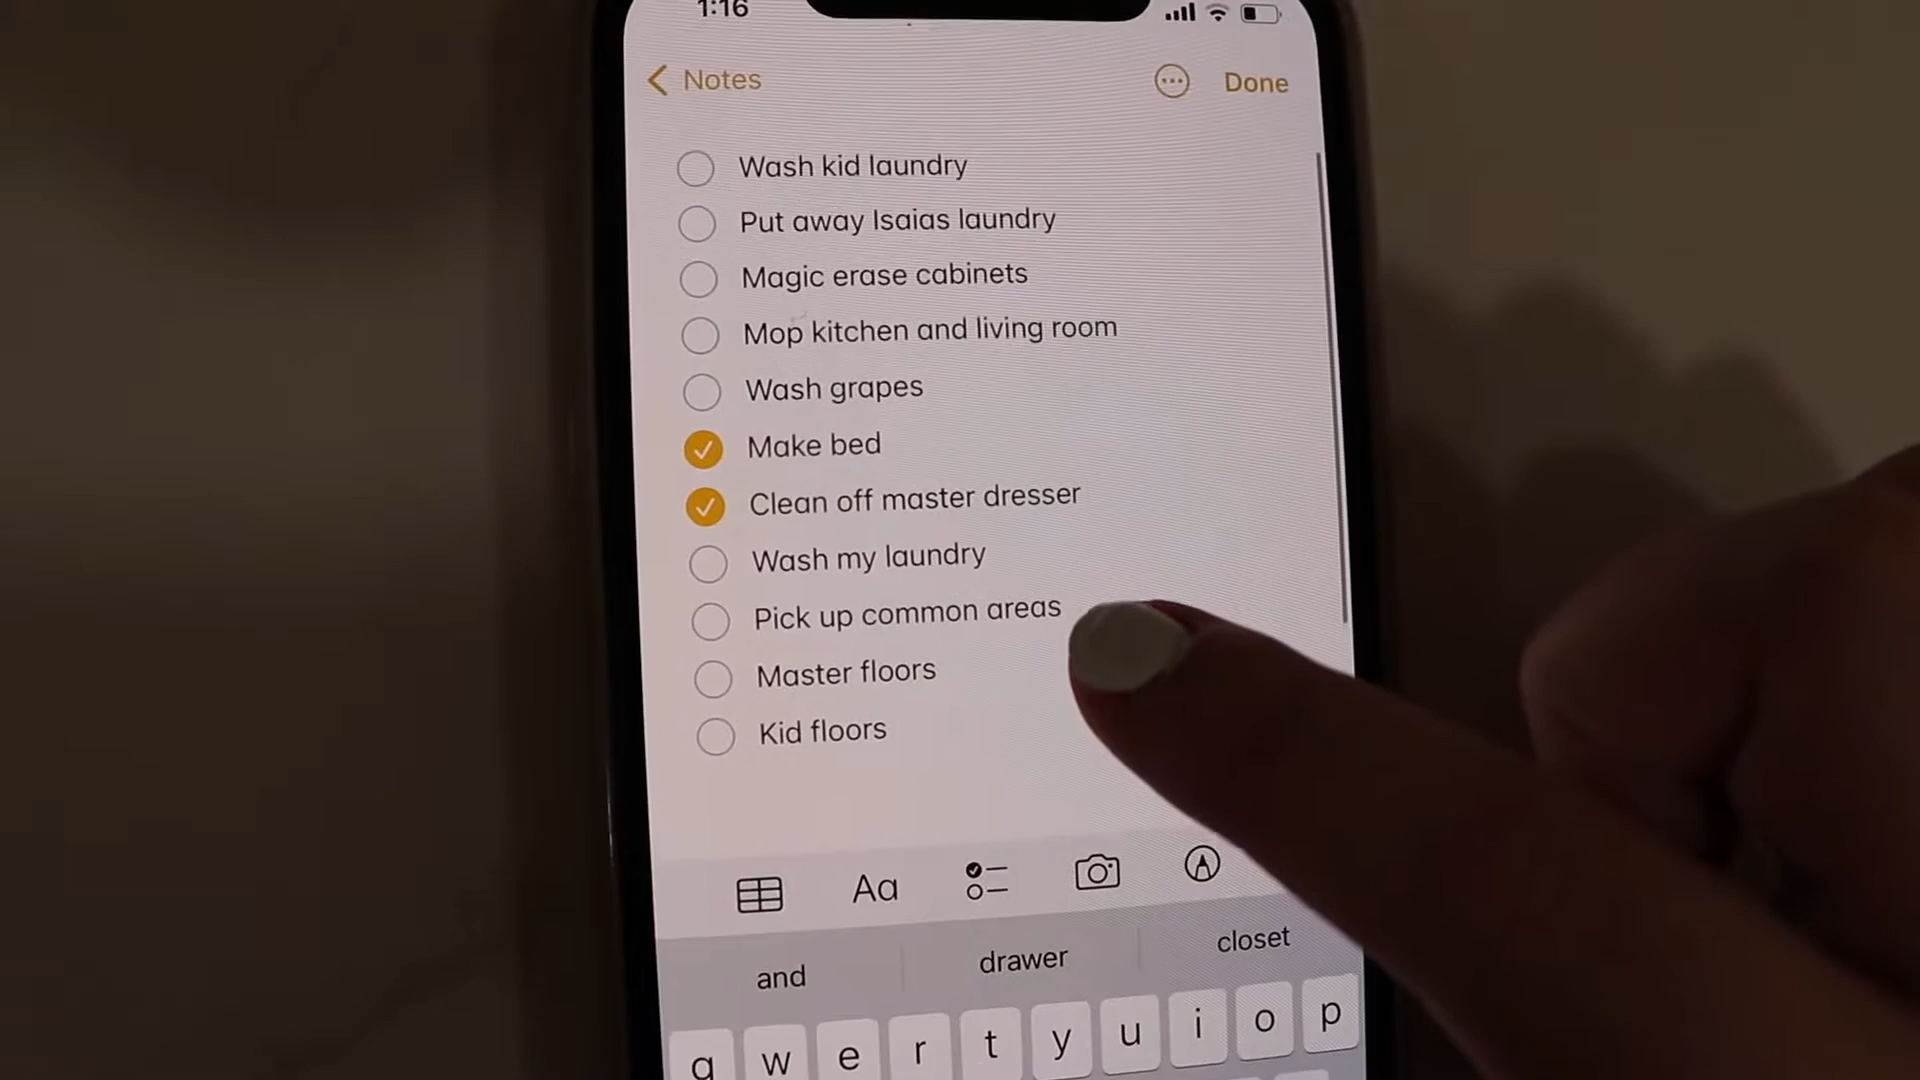 1:16
Notes
Done
Wash kid laundry
Put away Isaias laundry
Magic erase cabinets
Mop kitchen and living room
Wash grapes
Make bed
Clean off master dresser
Wash my laundry
Pick up common areas
Master floors
Kid floors
Aa
and drawer closet
q w e r t y u i o p